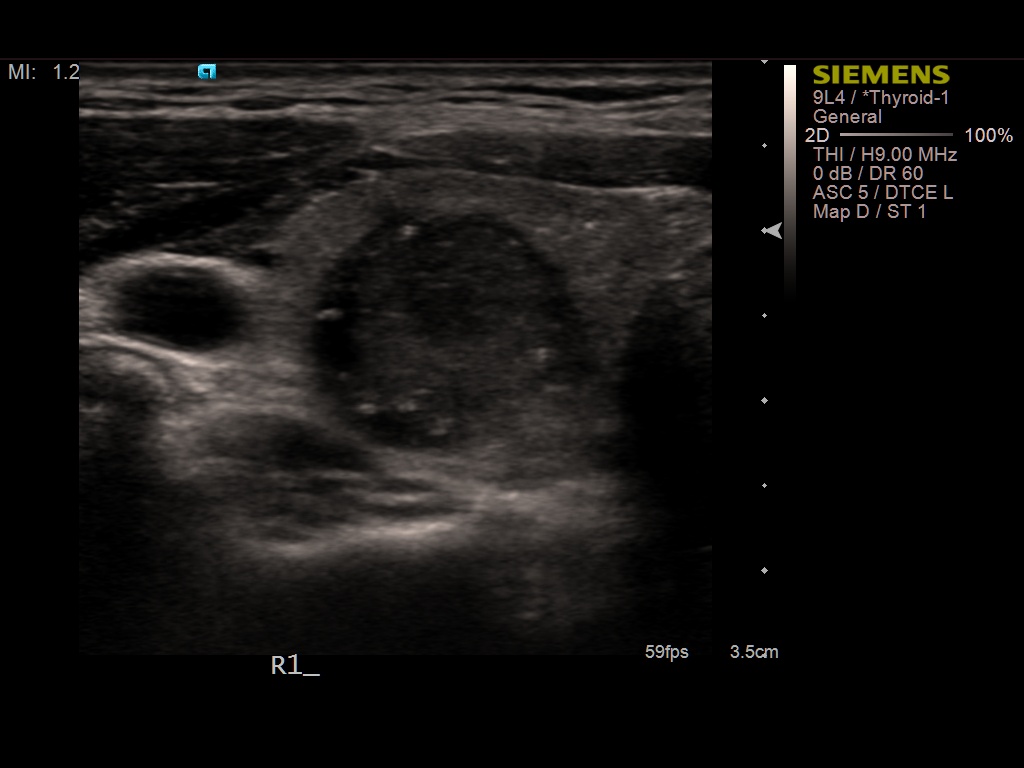 MI: 1.2
SIEMENS
9L4 / *Thyroid-1
General
2D 100%
THI / H9.00 MHz
0 dB / DR 60
ASC 5 / DTCE L
Map D / ST 1
59fps 3.5cm
R1_